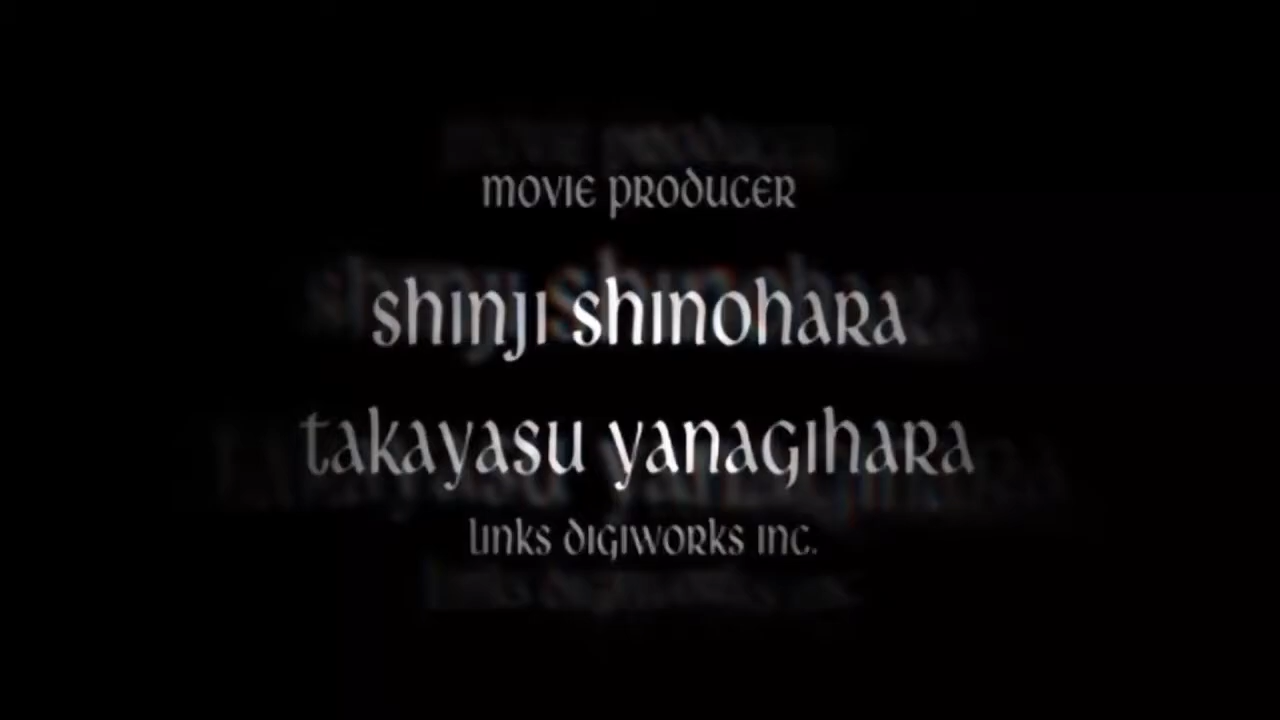 movie producer
shinji shinohara
takayasu yanagihara
links digiworks inc.